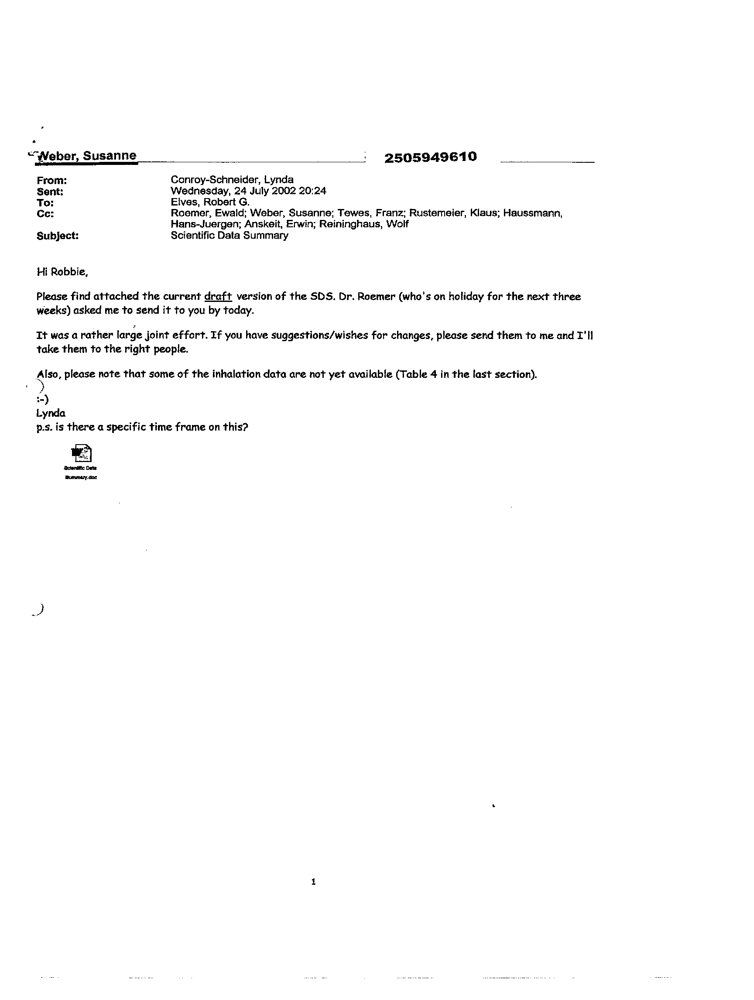 Weber, Susanne
2505949610
From: Conroy-Schneider, Lynda
Sent: Wednesday, 24 July 2002 20:24
To: Elves, Robert G.
Cc: Roemer, Ewald; Weber, Susanne; Tewes, Franz; Rustemeier, Klaus; Haussmann,
Hans-Juergen; Anskeit, Erwin; Reininghaus, Wolf
Subject: Scientific Data Summary
Hi Robbie,
Please find attached the current draft version of the SDS. Dr. Roemer (who's on holiday for the next three
weeks) asked me to send it to you by today.
It was a rather large joint effort. If you have suggestions/wishes for changes, please send them to me and I'll
take them to the right people.
Also, please note that some of the inhalation data are not yet available (Table 4 in the last section).
:-)
Lynda
p.s. is there a specific time frame on this?
Scientific Data
Summary.doc
1